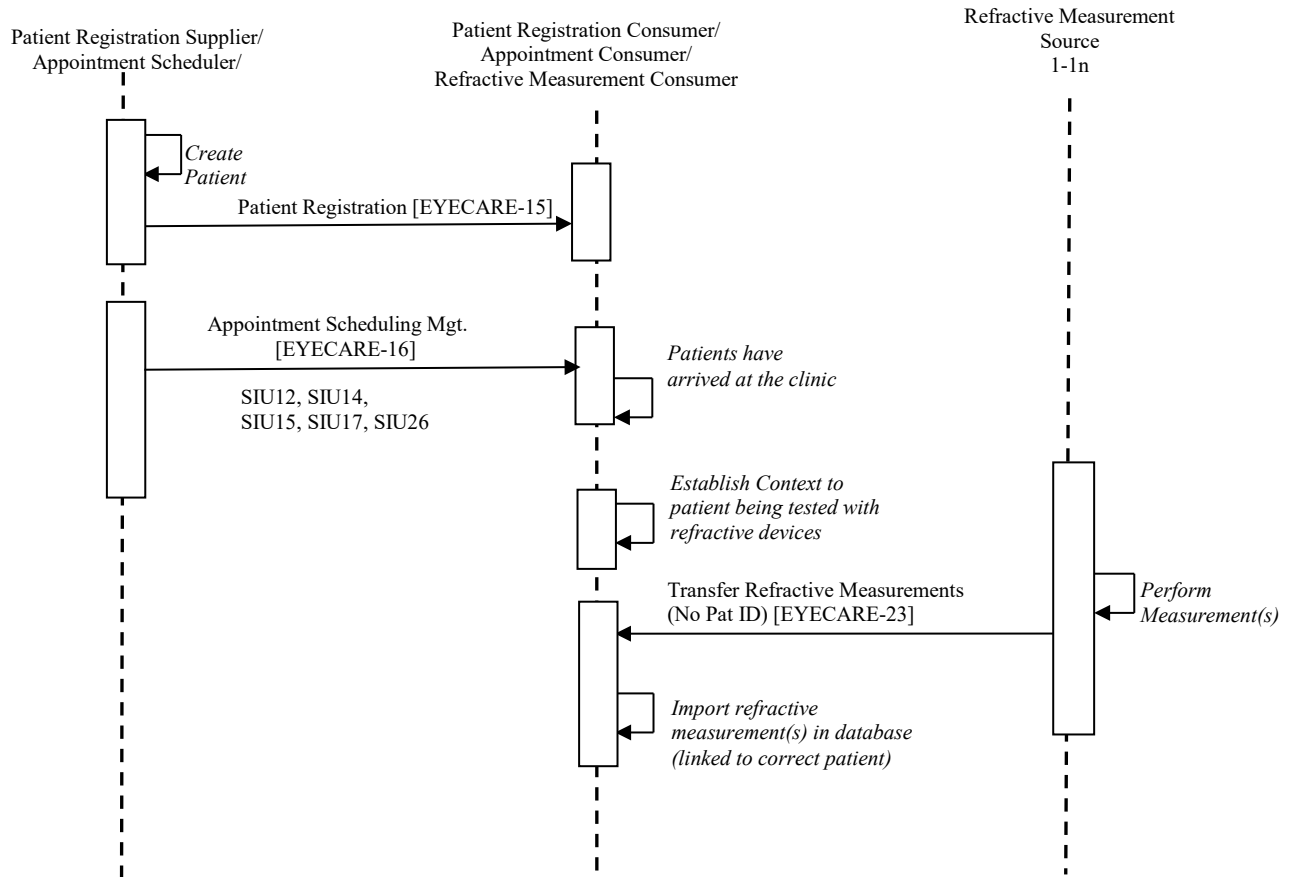 Patient Registration Supplier/
Appointment Scheduler/
Patient Registration Consumer/
Appointment Consumer/
Refractive Measurement Consumer
Refractive Measurement
Source
1-1n
Create
Patient
Patient Registration [EYECARE-15]
Appointment Scheduling Mgt.
[EYECARE-16]
SIU12, SIU14,
SIU15, SIU17, SIU26
Patients have
arrived at the clinic
Establish Context to
patient being tested with
refractive devices
Transfer Refractive Measurements
(No Pat ID) [EYECARE-23]
Perform
Measurement(s)
Import refractive
measurement(s) in database
(linked to correct patient)